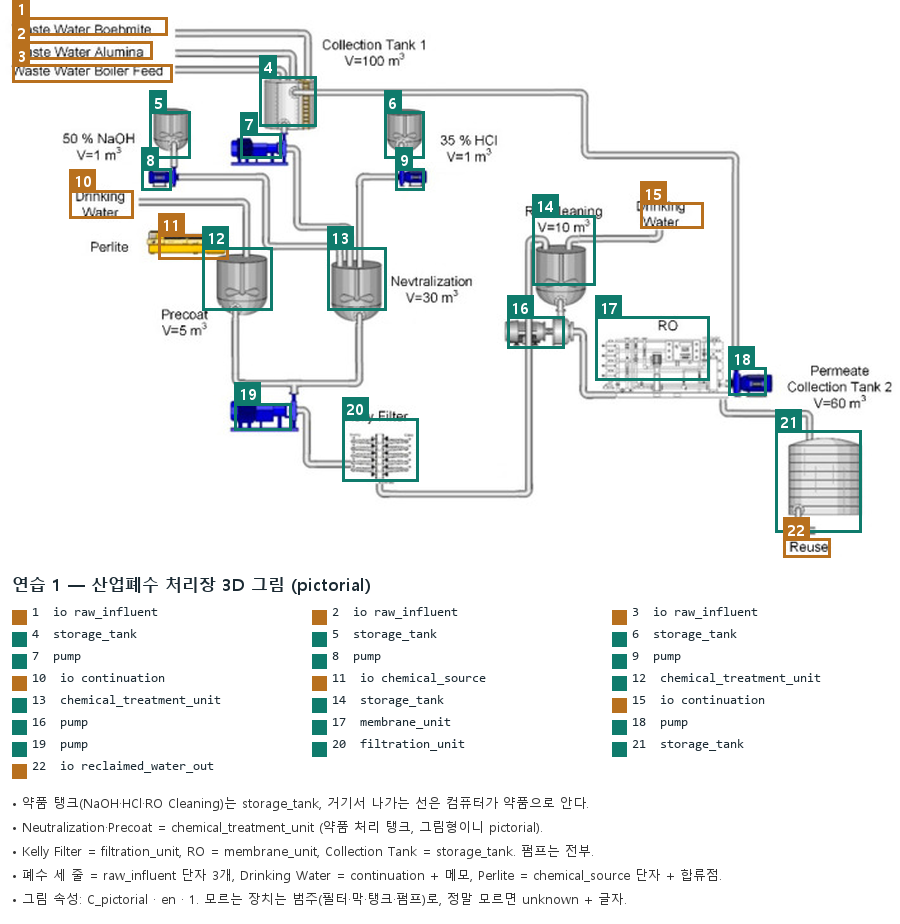 1
2
Waste Water Boehmite
3
Waste Water Alumina
Waste Water Boiler Feed
Collection Tank 1
V=100 m³
4
5
6
7
50 % NaOH
V=1 m³
35 % HCl
V=1 m³
8
9
10
Drinking
Water
11
Perlite
12
13
Precoat
V=5 m³
Nevtralization
V=30 m³
14
V=10 m³
15
Water
16
17
RO
18
Permeate
Collection Tank 2
V=60 m³
19
20
Filter
21
22
Reuse
연습 1 — 산업폐수 처리장 3D 그림 (pictorial)
1 io raw_influent
2 io raw_influent
3 io raw_influent
4 storage_tank
5 storage_tank
6 storage_tank
7 pump
8 pump
9 pump
10 io continuation
11 io chemical_source
12 chemical_treatment_unit
13 chemical_treatment_unit
14 storage_tank
15 io continuation
16 pump
17 membrane_unit
18 pump
19 pump
20 filtration_unit
21 storage_tank
22 io reclaimed_water_out
• 약품 탱크(NaOH·HCl·RO Cleaning)는 storage_tank, 거기서 나가는 선은 컴퓨터가 약품으로 안다.
• Neutralization·Precoat = chemical_treatment_unit (약품 처리 탱크, 그림형이니 pictorial).
• Kelly Filter = filtration_unit, RO = membrane_unit, Collection Tank = storage_tank. 펌프는 전부.
• 폐수 세 줄 = raw_influent 단자 3개, Drinking Water = continuation + 메모, Perlite = chemical_source 단자 + 합류점.
• 그림 속성: C_pictorial · en · 1. 모르는 장치는 범주(필터·막·탱크·펌프)로, 정말 모르면 unknown + 글자.